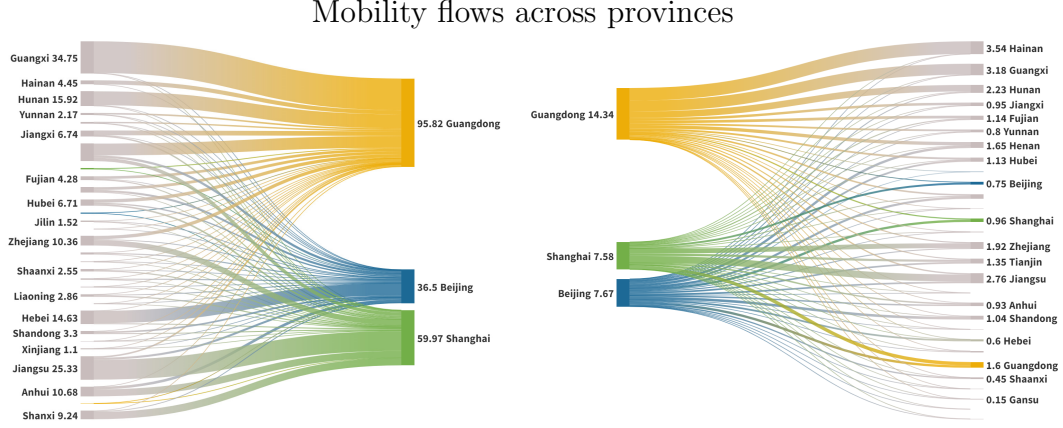 Mobility flows across provinces
Guangxi 34.75
Hainan 4.45
Hunan 15.92
Yunnan 2.17
Jiangxi 6.74
Fujian 4.28
Hubei 6.71
Jilin 1.52
Zhejiang 10.36
Shaanxi 2.55
Liaoning 2.86
Hebei 14.63
Shandong 3.3
Xinjiang 1.1
Jiangsu 25.33
Anhui 10.68
Shanxi 9.24
95.82 Guangdong
36.5 Beijing
59.97 Shanghai
Guangdong 14.34
Shanghai 7.58
Beijing 7.67
3.54 Hainan
3.18 Guangxi
2.23 Hunan
0.95 Jiangxi
1.14 Fujian
0.8 Yunnan
1.65 Henan
1.13 Hubei
0.75 Beijing
0.96 Shanghai
1.92 Zhejiang
1.35 Tianjin
2.76 Jiangsu
0.93 Anhui
1.04 Shandong
0.6 Hebei
1.6 Guangdong
0.45 Shaanxi
0.15 Gansu